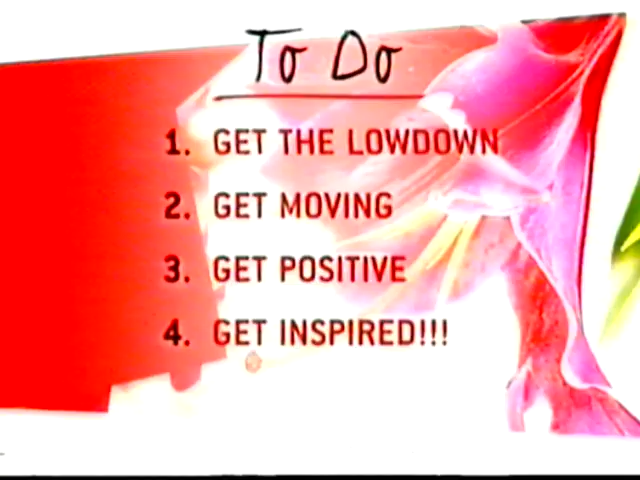 To Do
1. GET THE LOWDOWN
2. GET MOVING
3. GET POSITIVE
4. GET INSPIRED!!!